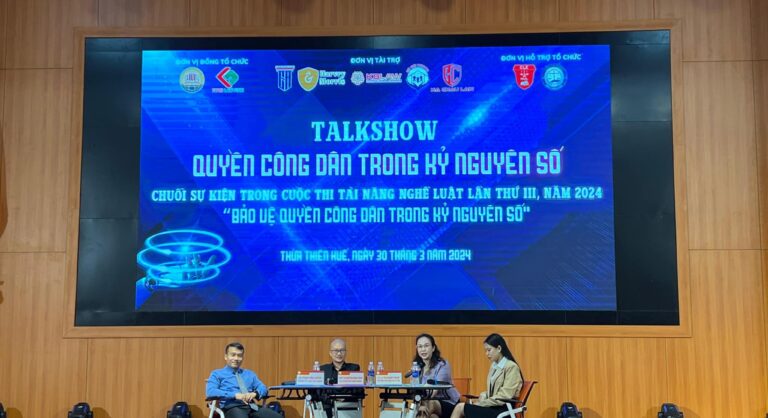 ĐƠN VỊ ĐỒNG TỔ CHỨC
ĐƠN VỊ TÀI TRỢ
ĐƠN VỊ HỖ TRỢ TỔ CHỨC
Harvey
Morris
TALKSHOW
QUYỀN CÔNG DÂN TRONG KỶ NGUYÊN SỐ
CHUỖI SỰ KIỆN TRONG CUỘC THI TÀI NĂNG NGHỀ LUẬT LẦN THỨ III, NĂM 2024
“BẢO VỆ QUYỀN CÔNG DÂN TRONG KỶ NGUYÊN SỐ"
THỪA THIÊN HUẾ, NGÀY 30 THÁNG 3 NĂM 2024